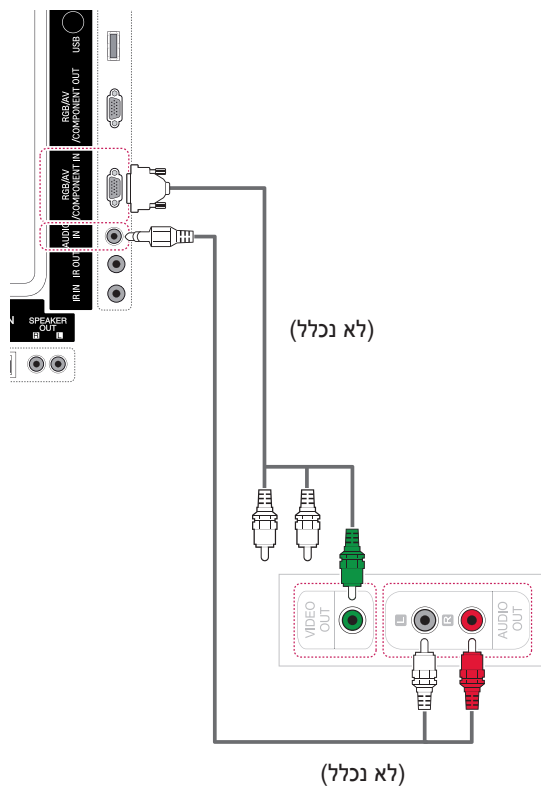 USB
RGB/AV
/COMPONENT OUT
RGB/AV
/COMPONENT IN
AUDIO
IN
IR OUT
IR IN
N
SPEAKER
OUT
R L
(לא נכלל)
VIDEO
OUT
L
R
AUDIO
OUT
(לא נכלל)